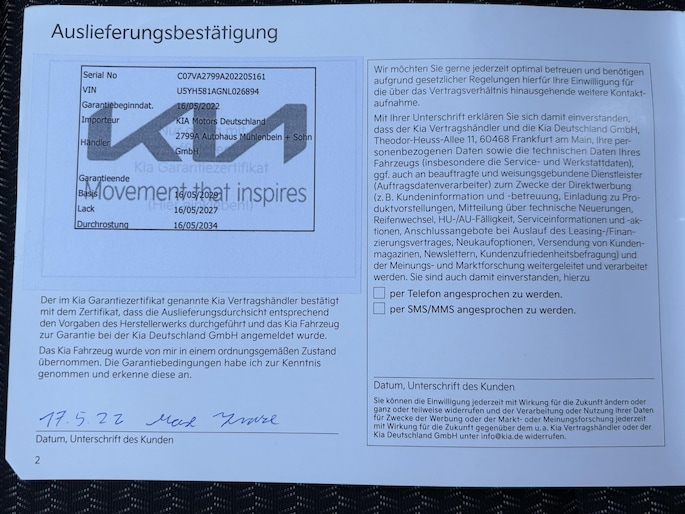 Auslieferungsbestätigung
Serial No C07VA2799A202205161
VIN U5YH581AGNL026894
Garantiebeginndat. 16/05/2022
Importeur KIA Motors Deutschland
Händler 2799A Autohaus Mühlenbein + Sohn
GmbH
KIA
Kia Garantiezertifikat
Garantieende
Movement that inspires
Basis 16/05/2029
Lack 16/05/2027
Durchrostung 16/05/2034
Der im Kia Garantiezertifikat genannte Kia Vertragshändler bestätigt
mit dem Zertifikat, dass die Auslieferungsdurchsicht entsprechend
den Vorgaben des Herstellerwerks durchgeführt und das Kia Fahrzeug
zur Garantie bei der Kia Deutschland GmbH angemeldet wurde.
Das Kia Fahrzeug wurde von mir in einem ordnungsgemäßen Zustand
übernommen. Die Garantiebedingungen habe ich zur Kenntnis
genommen und erkenne diese an.
17.5.22
Datum, Unterschrift des Kunden
2
Wir möchten Sie gerne jederzeit optimal betreuen und benötigen
aufgrund gesetzlicher Regelungen hierfür Ihre Einwilligung für
die über das Vertragsverhältnis hinausgehende weitere Kontakt-
aufnahme.
Mit Ihrer Unterschrift erklären Sie sich damit einverstanden,
dass der Kia Vertragshändler und die Kia Deutschland GmbH,
Theodor-Heuss-Allee 11, 60468 Frankfurt am Main, Ihre per-
sonenbezogenen Daten sowie die technischen Daten Ihres
Fahrzeugs (insbesondere die Service- und Werkstattdaten),
ggf. auch an beauftragte und weisungsgebundene Dienstleister
(Auftragsdatenverarbeiter) zum Zwecke der Direktwerbung
(z. B. Kundeninformation und -betreuung, Einladung zu Pro-
duktvorstellungen, Mitteilung über technische Neuerungen,
Reifenwechsel, HU-/AU-Fälligkeit, Serviceinformationen und -ak-
tionen, Anschlussangebote bei Auslauf des Leasing-/Finan-
zierungsvertrages, Neukaufoptionen, Versendung von Kunden-
magazinen, Newslettern, Kundenzufriedenheitsbefragung) und
der Meinungs- und Marktforschung weitergeleitet und verarbeitet
werden. Sie sind auch damit einverstanden, hierzu
per Telefon angesprochen zu werden.
per SMS/MMS angesprochen zu werden.
Datum, Unterschrift des Kunden
Sie können die Einwilligung jederzeit mit Wirkung für die Zukunft ändern oder
ganz oder teilweise widerrufen und der Verarbeitung oder Nutzung Ihrer Daten
für Zwecke der Werbung oder der Markt- oder Meinungsforschung jederzeit
mit Wirkung für die Zukunft gegenüber dem u. a. Kia Vertragshändler oder der
Kia Deutschland GmbH unter info@kia.de widerrufen.